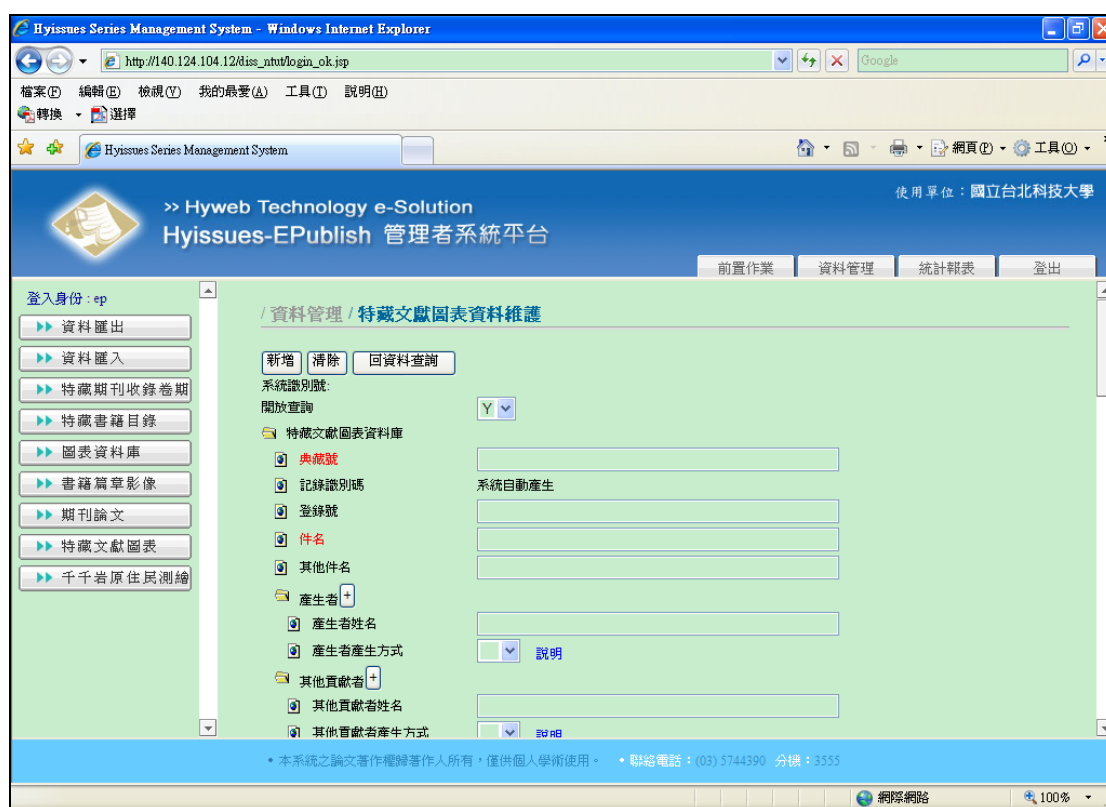 Hyissues Series Management System - Windows Internet Explorer
http://140.124.104.12/diss_ntut/login_ok.jsp
Google
檔案(F) 編輯(E) 檢視(V) 我的最愛(A) 工具(T) 說明(H)
轉換 選擇
Hyissues Series Management System
網頁(P) 工具(O)
使用單位：國立台北科技大學
>> Hyweb Technology e-Solution
Hyissues-EPublish 管理者系統平台
前置作業 資料管理 統計報表 登出
登入身份 : ep
資料匯出
資料匯入
特藏期刊收錄卷期
特藏書籍目錄
圖表資料庫
書籍篇章影像
期刊論文
特藏文獻圖表
千千岩原住民測繪
/ 資料管理 / 特藏文獻圖表資料維護
新增 清除 回資料查詢
系統識別號:
開放查詢 Y
特藏文獻圖表資料庫
典藏號
記錄識別碼 系統自動產生
登錄號
件名
其他件名
產生者 +
產生者姓名
產生者產生方式 說明
其他貢獻者 +
其他貢獻者姓名
其他貢獻者產生方式 說明
• 本系統之論文著作權歸著作人所有，僅供個人學術使用。 • 聯絡電話：(03) 5744390 分機：3555
網際網路 100%